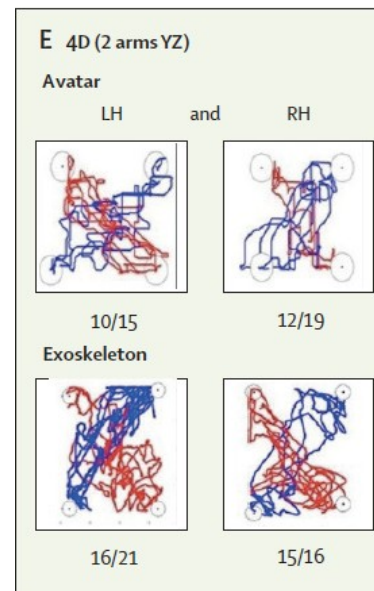 E 4D (2 arms YZ)
Avatar
LH and RH
10/15 12/19
Exoskeleton
16/21 15/16